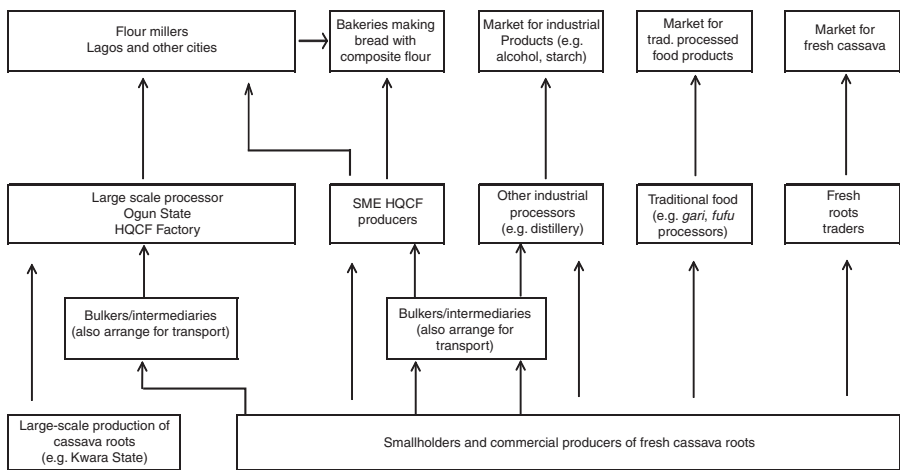 Flour millers
Lagos and other cities
Bakeries making
bread with
composite flour
Market for industrial
Products (e.g.
alcohol, starch)
Market for
trad. processed
food products
Market for
fresh cassava
Large scale processor
Ogun State
HQCF Factory
SME HQCF
producers
Other industrial
processors
(e.g. distillery)
Traditional food
(e.g. gari, fufu
processors)
Fresh
roots
traders
Bulkers/intermediaries
(also arrange for transport)
Bulkers/intermediaries
(also arrange for
transport)
Large-scale production of
cassava roots
(e.g. Kwara State)
Smallholders and commercial producers of fresh cassava roots